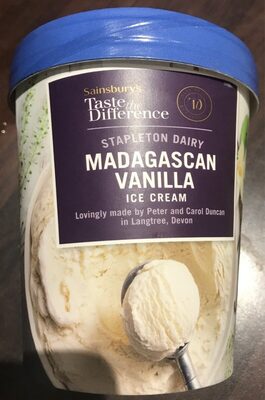 Sainsbury's
Taste the
Difference
STAPLETON DAIRY
MADAGASCAN
VANILLA
ICE CREAM
Lovingly made by Peter and Carol Duncan
in Langtree, Devon